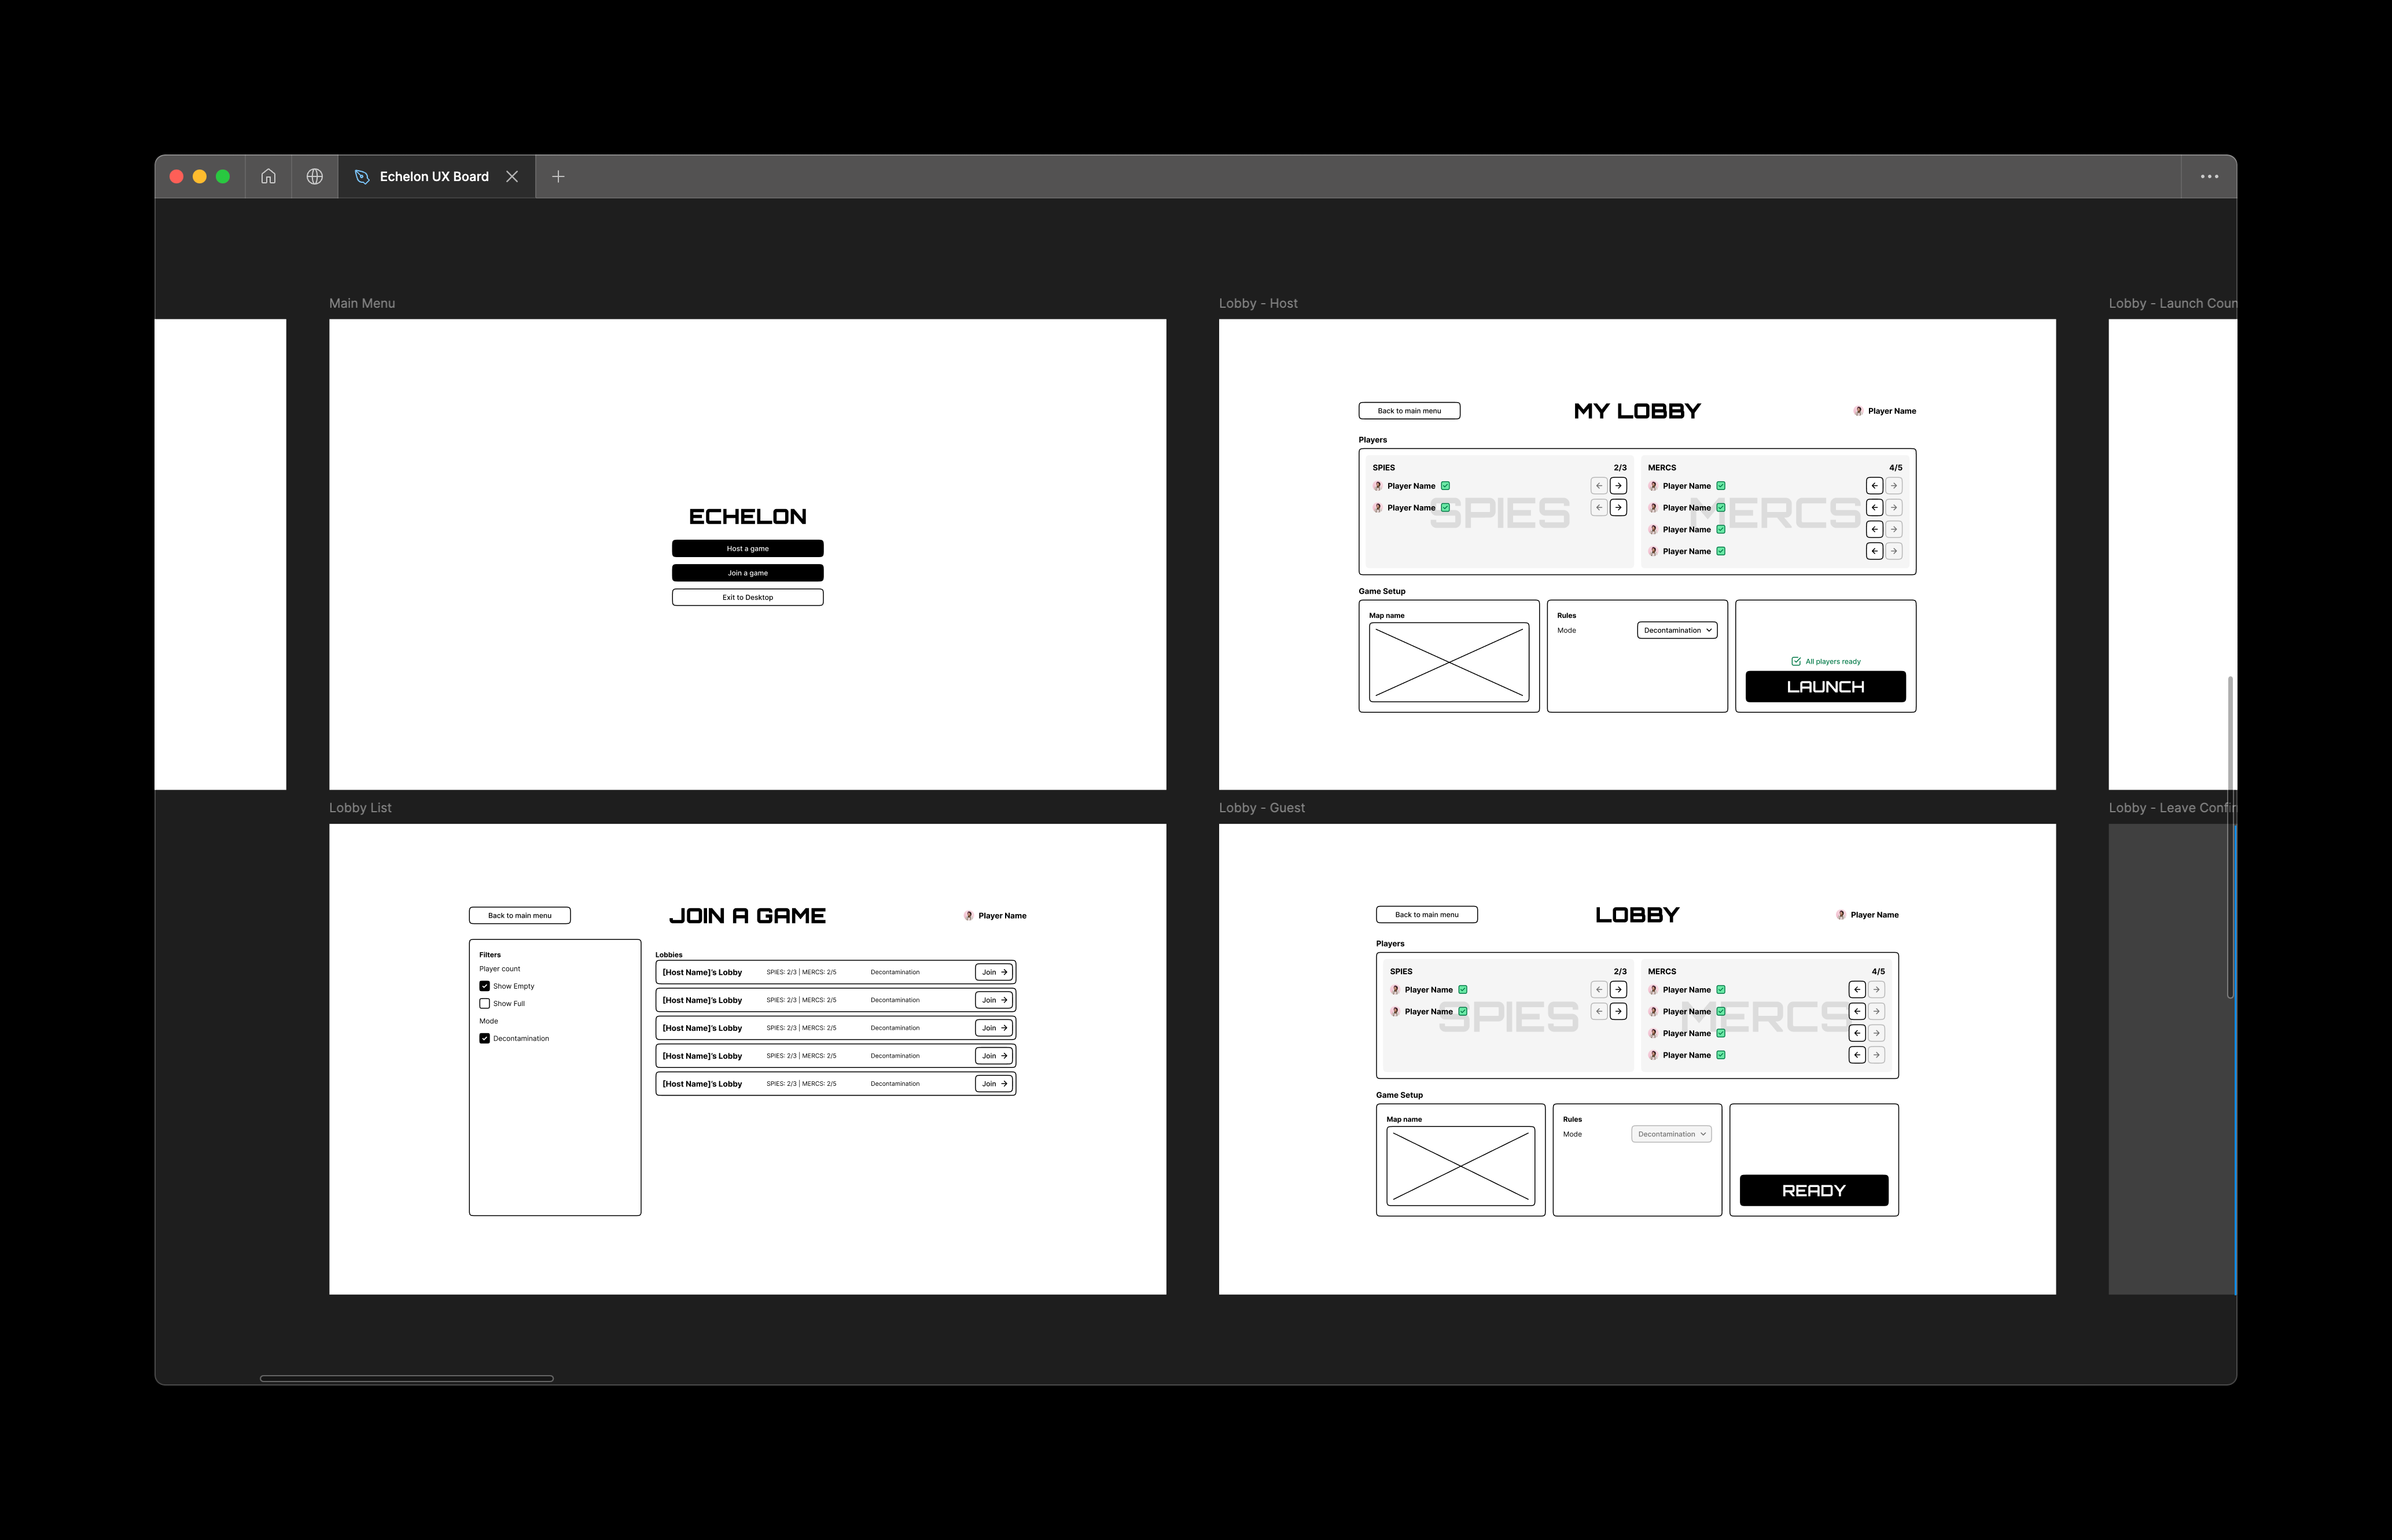 Echelon UX Board
Main Menu
ECHELON
Host a game
Join a game
Exit to Desktop
Lobby - Host
Back to main menu
MY LOBBY
Player Name
Players
SPIES
2/3
Player Name
Player Name
SPIES
MERCS
4/5
Player Name
Player Name
Player Name
Player Name
MERCS
Game Setup
Map name
Rules
Mode
Decontamination
All players ready
LAUNCH
Lobby - Launch Coun
Lobby List
Back to main menu
JOIN A GAME
Player Name
Filters
Player count
Show Empty
Show Full
Mode
Decontamination
Lobbies
[Host Name]'s Lobby SPIES: 2/3 | MERCS: 2/5 Decontamination Join
[Host Name]'s Lobby SPIES: 2/3 | MERCS: 2/5 Decontamination Join
[Host Name]'s Lobby SPIES: 2/3 | MERCS: 2/5 Decontamination Join
[Host Name]'s Lobby SPIES: 2/3 | MERCS: 2/5 Decontamination Join
[Host Name]'s Lobby SPIES: 2/3 | MERCS: 2/5 Decontamination Join
Lobby - Guest
Back to main menu
LOBBY
Player Name
Players
SPIES
2/3
Player Name
Player Name
SPIES
MERCS
4/5
Player Name
Player Name
Player Name
Player Name
MERCS
Game Setup
Map name
Rules
Mode
Decontamination
READY
Lobby - Leave Confir